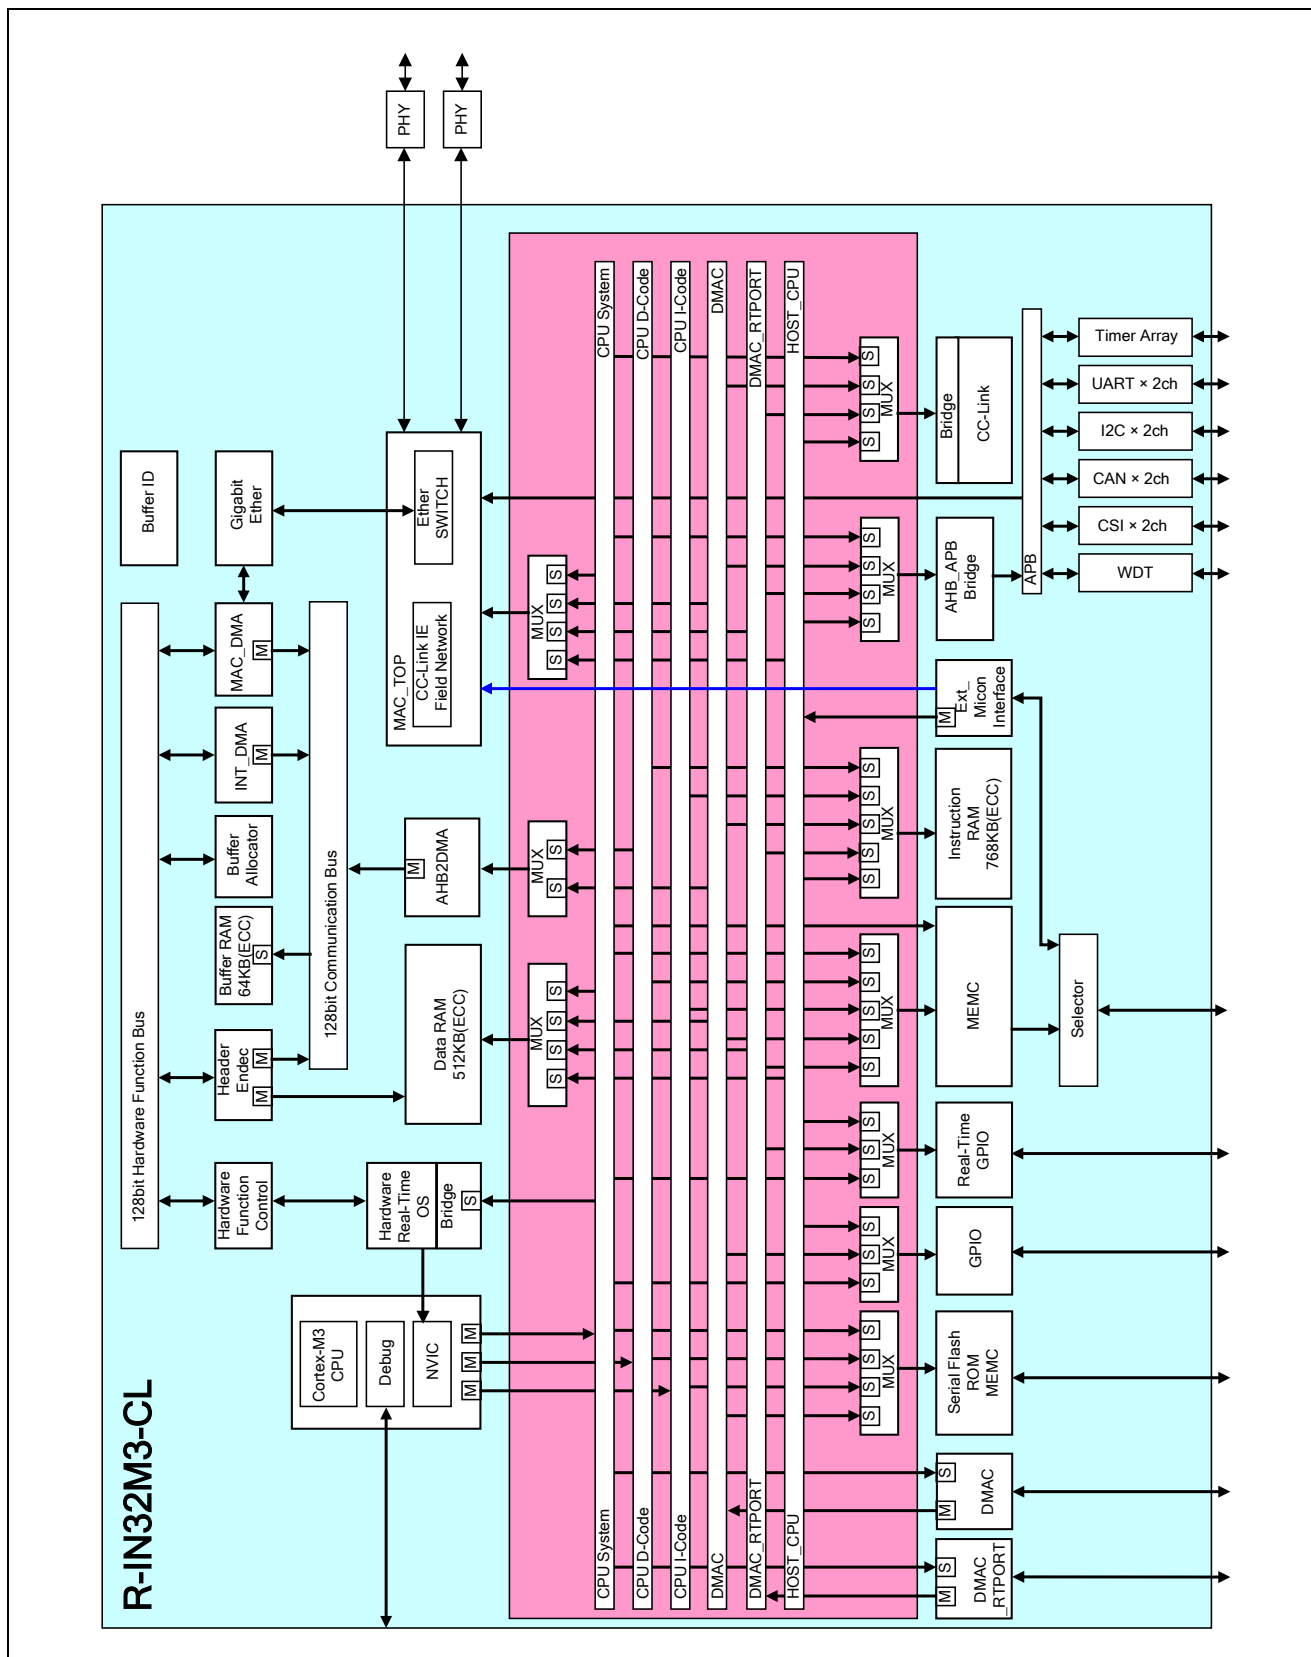 R-IN32M3-CL
128bit Hardware Function Bus
Buffer ID
Hardware
Function
Control
Header
Endec
M
M
Buffer RAM
64KB(ECC)
S
Buffer
Allocator
INT_DMA
M
MAC_DMA
M
Gigabit
Ether
128bit Communication Bus
Cortex-M3
CPU
Debug
NVIC
M
M
M
Hardware
Real-Time
OS
Bridge
S
Data RAM
512KB(ECC)
AHB2DMA
M
MAC_TOP
CC-Link IE
Field Network
Ether
SWITCH
PHY
PHY
MUX
S
S
S
S
MUX
S
S
MUX
S
S
S
S
CPU System
CPU System
CPU D-Code
CPU D-Code
CPU I-Code
CPU I-Code
DMAC
DMAC
DMAC_RTPORT
DMAC_RTPORT
HOST_CPU
HOST_CPU
S
S
S
S
MUX
S
S
S
MUX
S
S
S
MUX
S
S
S
S
S
MUX
S
S
S
S
S
MUX
S
S
S
S
MUX
S
S
S
S
MUX
M
S
DMAC
_RTPORT
M
S
DMAC
Serial Flash
ROM
MEMC
GPIO
Real-Time
GPIO
MEMC
Instruction
RAM
768KB(ECC)
M
Ext_
Micon
Interface
AHB_APB
Bridge
Bridge
CC-Link
Selector
APB
WDT
CSI × 2ch
CAN × 2ch
I2C × 2ch
UART × 2ch
Timer Array